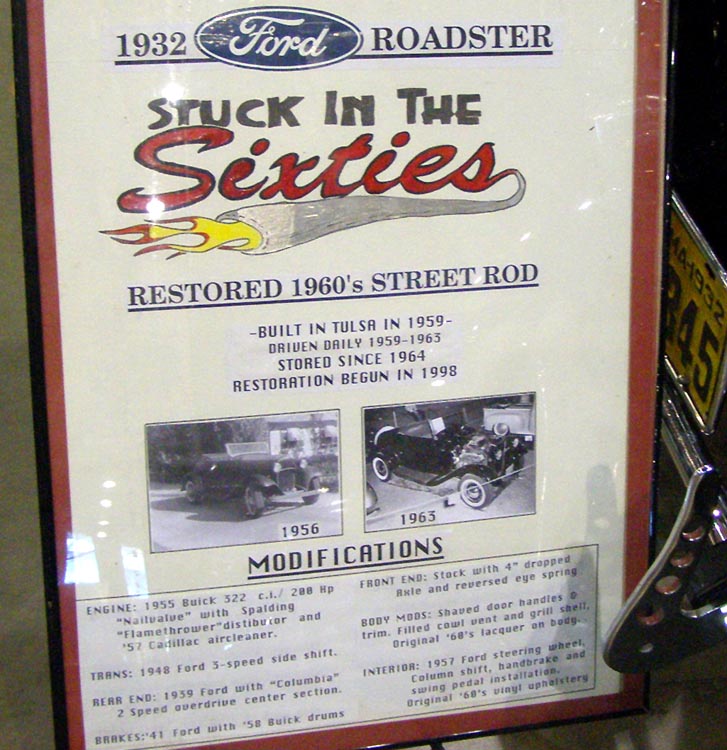 1932 Ford ROADSTER
STUCK IN THE
Sixties
RESTORED 1960's STREET ROD
-BUILT IN TULSA IN 1959-
DRIVEN DAILY 1959-1963
STORED SINCE 1964
RESTORATION BEGUN IN 1998
1956
1963
MODIFICATIONS
ENGINE: 1955 Buick 322 c.i./ 200 Hp
"Nailvalve" with Spalding
"Flamethrower"distibutor and
'57 Cadillac aircleaner.
TRANS: 1948 Ford 3-speed side shift.
REAR END: 1939 Ford with "Columbia"
2 Speed overdrive center section.
BRAKES:'41 Ford with '58 Buick drums
FRONT END: Stock with 4" dropped
Axle and reversed eye spring
BODY MODS: Shaved door handles &
trim. Filled cowl vent and grill shell,
Original '60's lacquer on body.
INTERIOR: 1957 Ford steering wheel,
Column shift, handbrake and
swing pedal installation.
Original '60's vinyl upholstery
MA-193
345